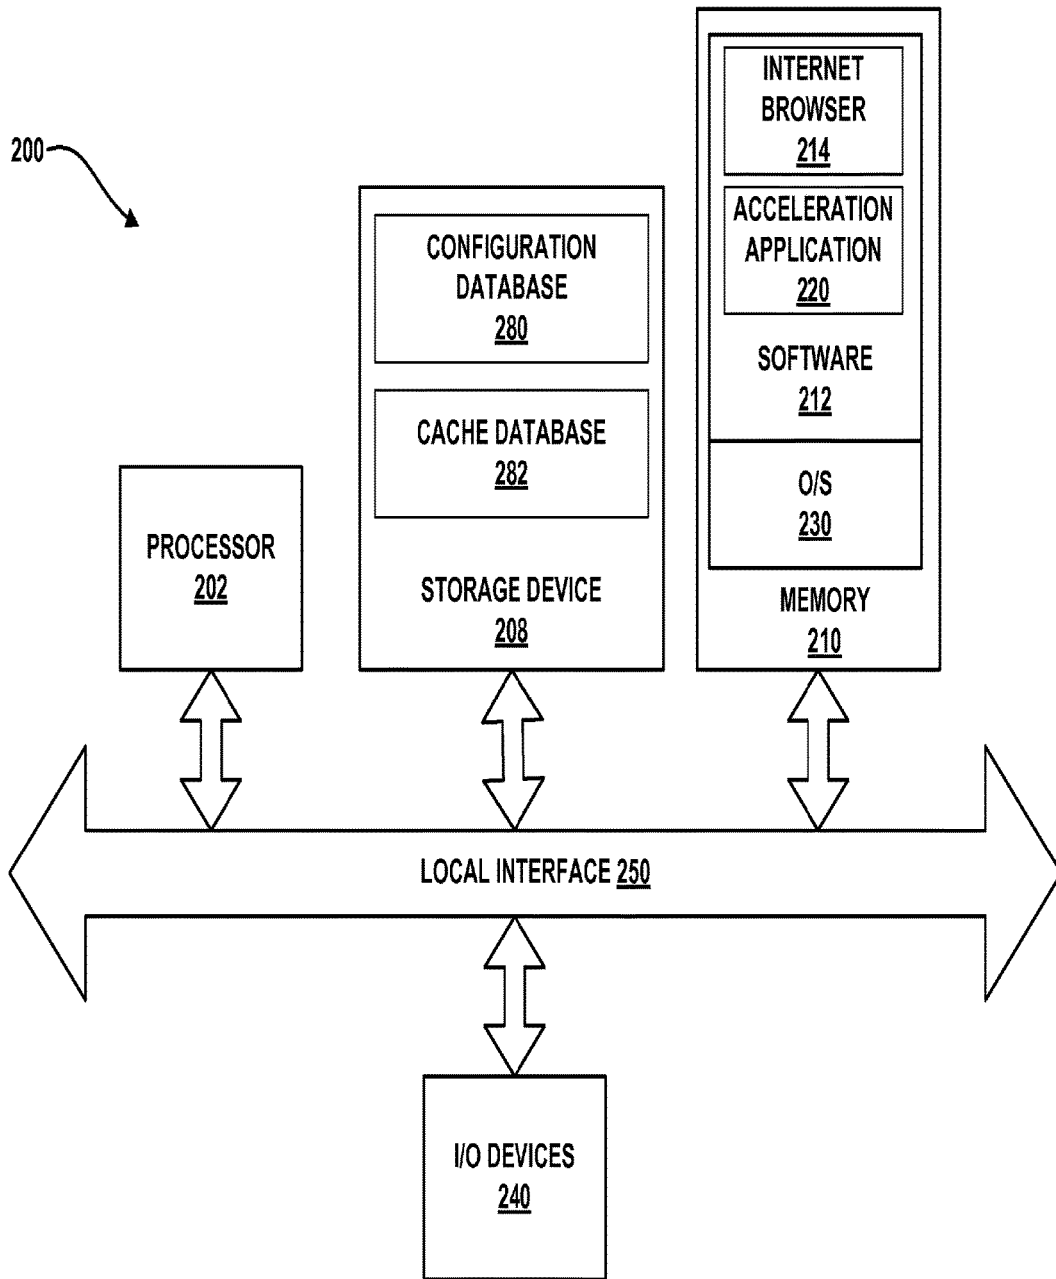 200
INTERNET
BROWSER
214
ACCELERATION
APPLICATION
220
SOFTWARE
212
O/S
230
MEMORY
210
CONFIGURATION
DATABASE
280
CACHE DATABASE
282
STORAGE DEVICE
208
PROCESSOR
202
LOCAL INTERFACE 250
I/O DEVICES
240